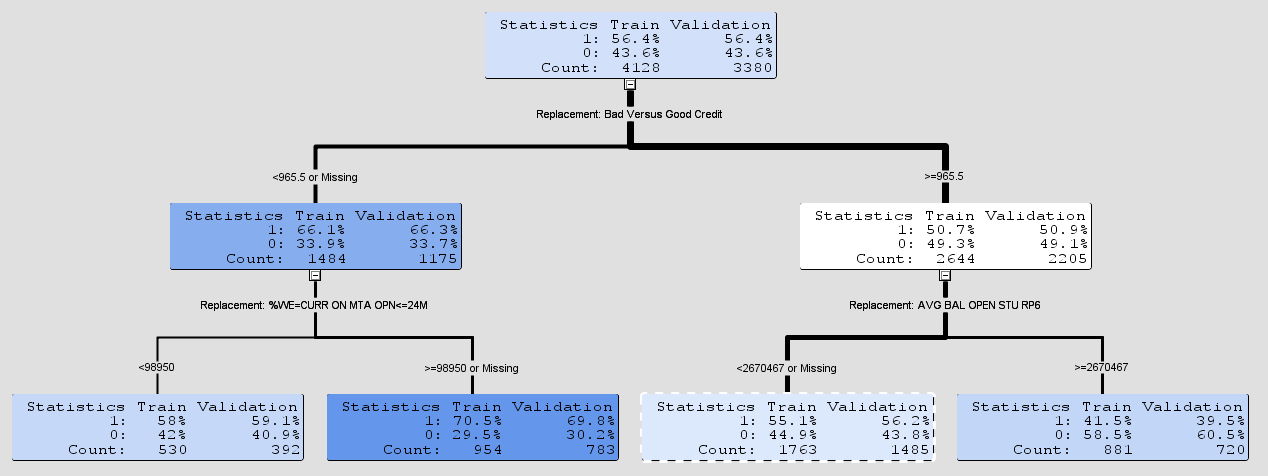 Statistics Train Validation
1: 56.4% 56.4%
0: 43.6% 43.6%
Count: 4128 3380
Replacement: Bad Versus Good Credit
<965.5 or Missing
>=965.5
Statistics Train Validation
1: 66.1% 66.3%
0: 33.9% 33.7%
Count: 1484 1175
Statistics Train Validation
1: 50.7% 50.9%
0: 49.3% 49.1%
Count: 2644 2205
Replacement: %WE=CURR ON MTA OPN<=24M
Replacement: AVG BAL OPEN STU RP6
<98950
>=98950 or Missing
<2670467 or Missing
>=2670467
Statistics Train Validation
1: 58% 59.1%
0: 42% 40.9%
Count: 530 392
Statistics Train Validation
1: 70.5% 69.8%
0: 29.5% 30.2%
Count: 954 783
Statistics Train Validation
1: 55.1% 56.2%
0: 44.9% 43.8%
Count: 1763 1485
Statistics Train Validation
1: 41.5% 39.5%
0: 58.5% 60.5%
Count: 881 720